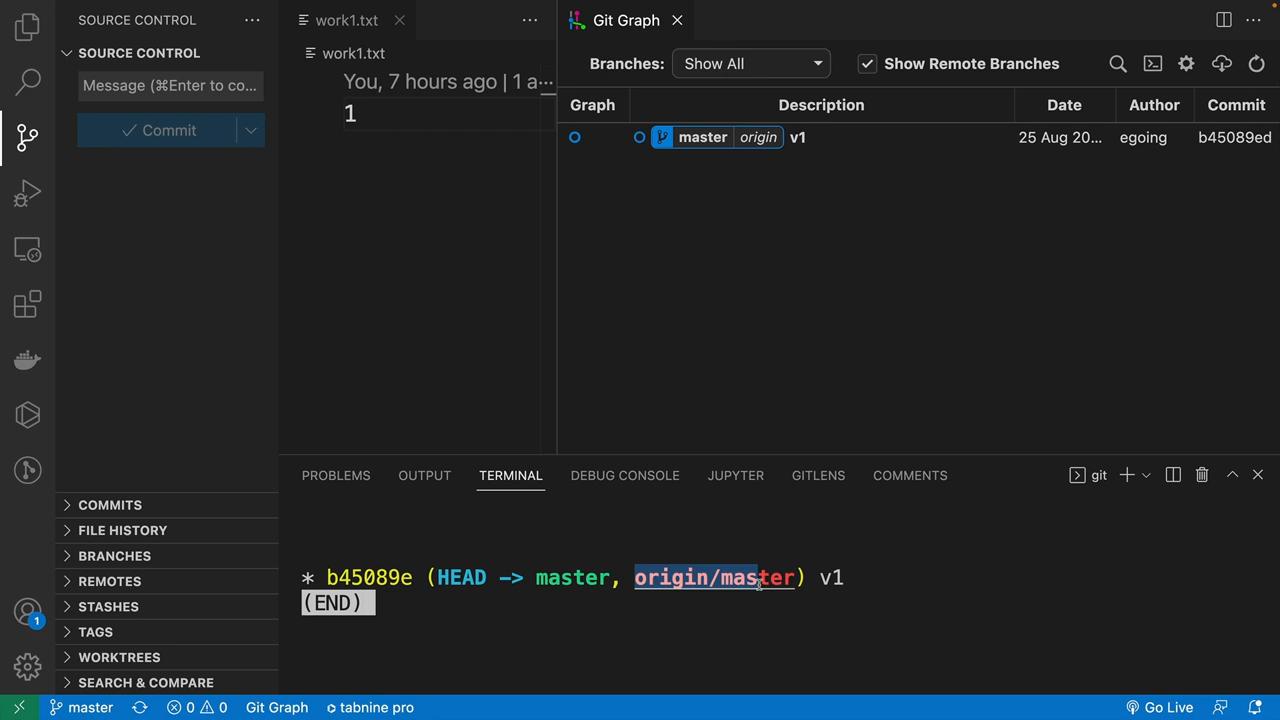 SOURCE CONTROL ···
SOURCE CONTROL
Message (⌘Enter to co...
Commit
COMMITS
FILE HISTORY
BRANCHES
REMOTES
STASHES
TAGS
WORKTREES
SEARCH & COMPARE
1
work1.txt ···
work1.txt
You, 7 hours ago | 1 a···
1
Git Graph ···
Branches: Show All Show Remote Branches
Graph Description Date Author Commit
master origin v1 25 Aug 20... egoing b45089ed
PROBLEMS OUTPUT TERMINAL DEBUG CONSOLE JUPYTER GITLENS COMMENTS git
* b45089e (HEAD -> master, origin/master) v1
(END)
master 0 0 Git Graph tabnine pro Go Live